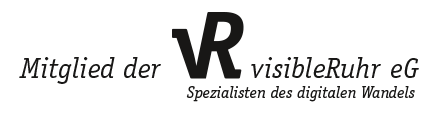 Mitglied der vR visibleRuhr eG
Spezialisten des digitalen Wandels